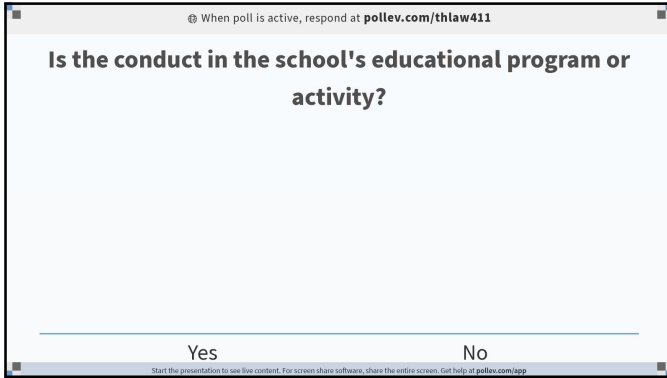 When poll is active, respond at pollev.com/thlaw411
Is the conduct in the school's educational program or
activity?
Yes No
Start the presentation to see live content. For screen share software, share the entire screen. Get help at pollev.com/app